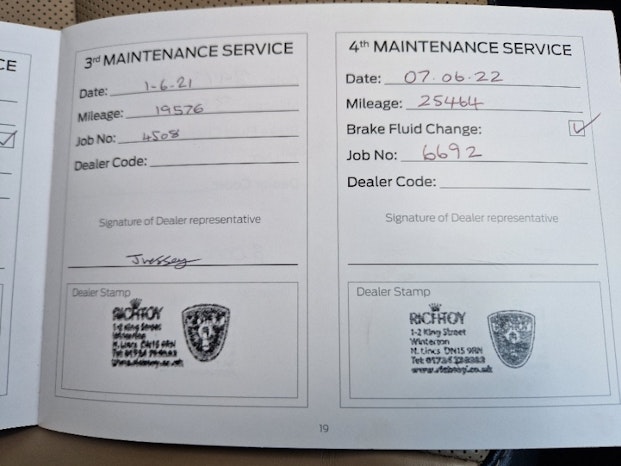 CE
3rd MAINTENANCE SERVICE
Date: 1-6-21
Mileage: 19576
Job No: 4508
Dealer Code:
Signature of Dealer representative
Dealer Stamp
RICHTOY
4th MAINTENANCE SERVICE
Date: 07.06.22
Mileage: 25464
Brake Fluid Change:
Job No: 6692
Dealer Code:
Signature of Dealer representative
Dealer Stamp
RICHTOY
1-2 King Street
Winterton
N. Lincs DN15 9RN
Tel:
19